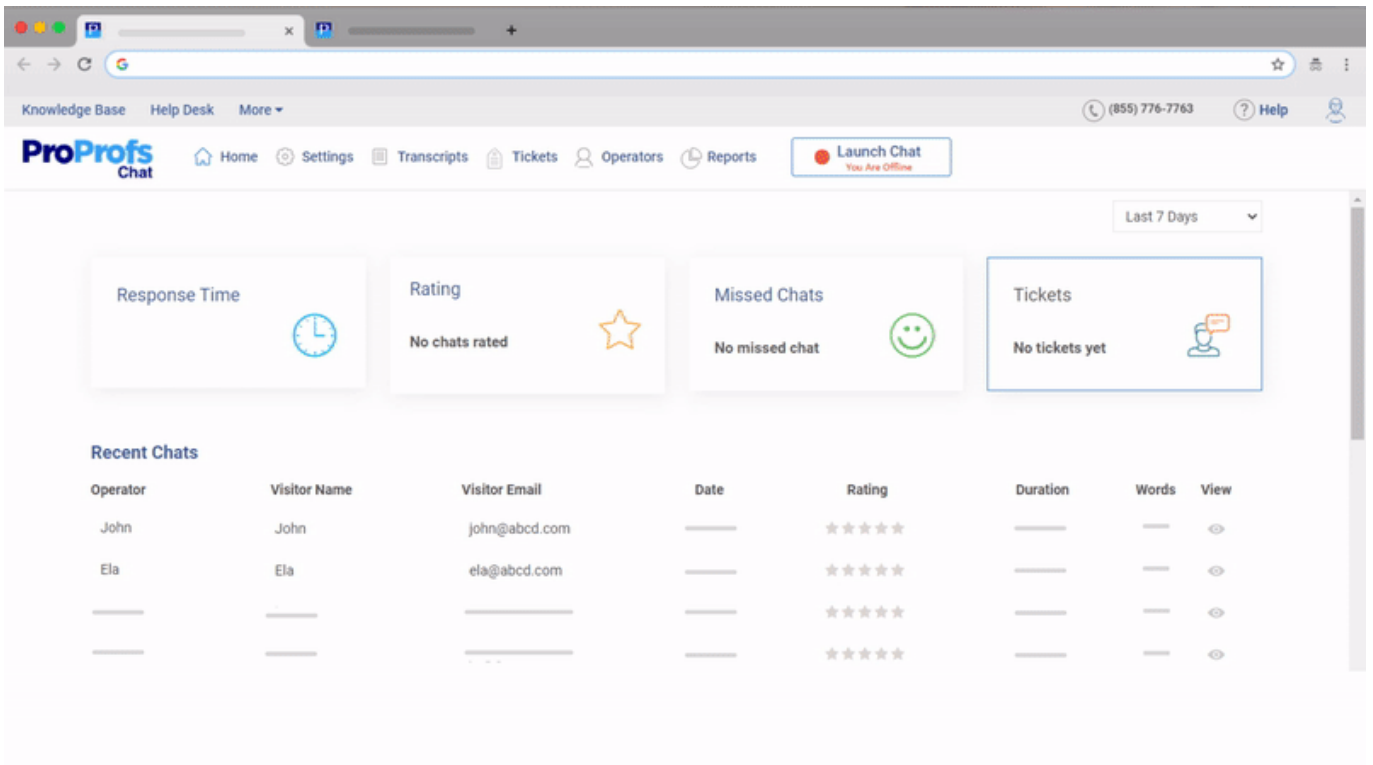 Knowledge Base Help Desk More (855) 776-7763 ? Help
ProProfs
Chat
Home Settings Transcripts Tickets Operators Reports
Launch Chat
You Are Offline
Last 7 Days
Response Time
Rating
No chats rated
Missed Chats
No missed chat
Tickets
No tickets yet
Recent Chats
Operator Visitor Name Visitor Email Date Rating Duration Words View
John John john@abcd.com
Ela Ela ela@abcd.com